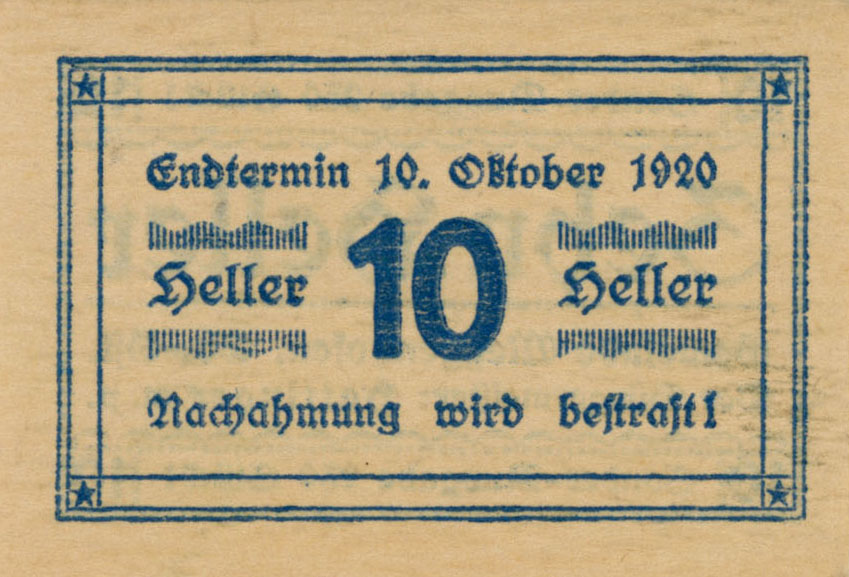 Endtermin 10. Oktober 1920
Heller 10 Heller
Nachahmung wird bestraft!